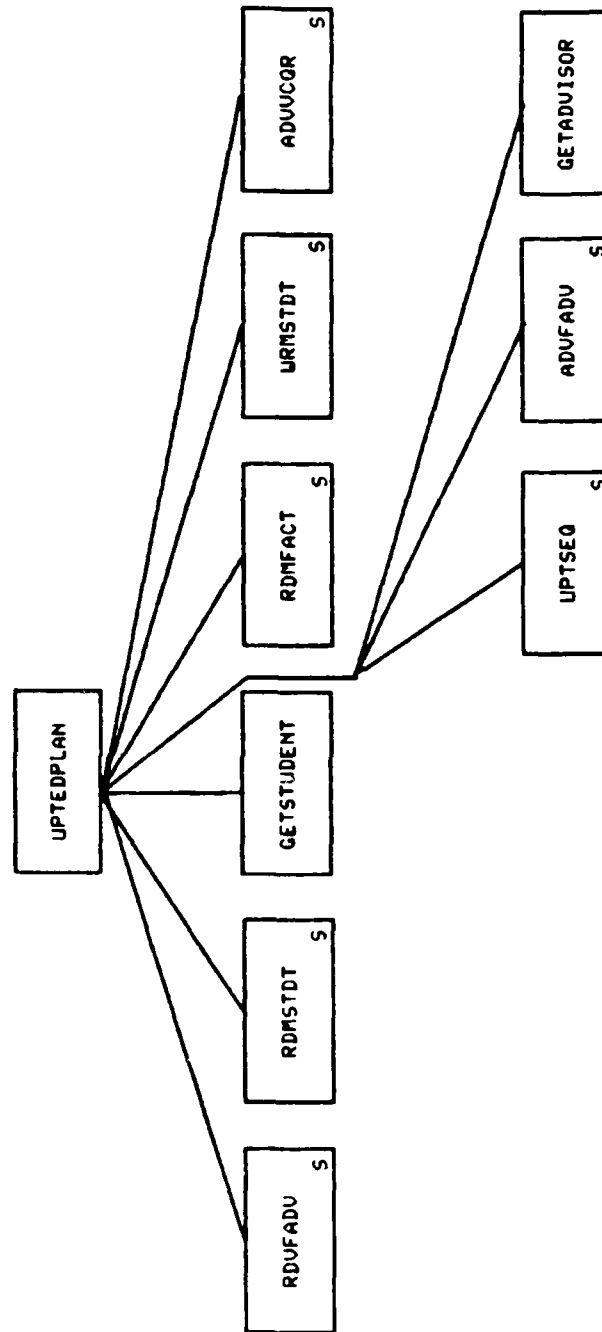 UPTEDPLAN
RDVFADV
S
RDMSTDT
S
GETSTUDENT
RDMFACT
S
WRMSTDT
S
ADVVCQR
S
UPTSEQ
S
ADVFADV
S
GETADVISOR